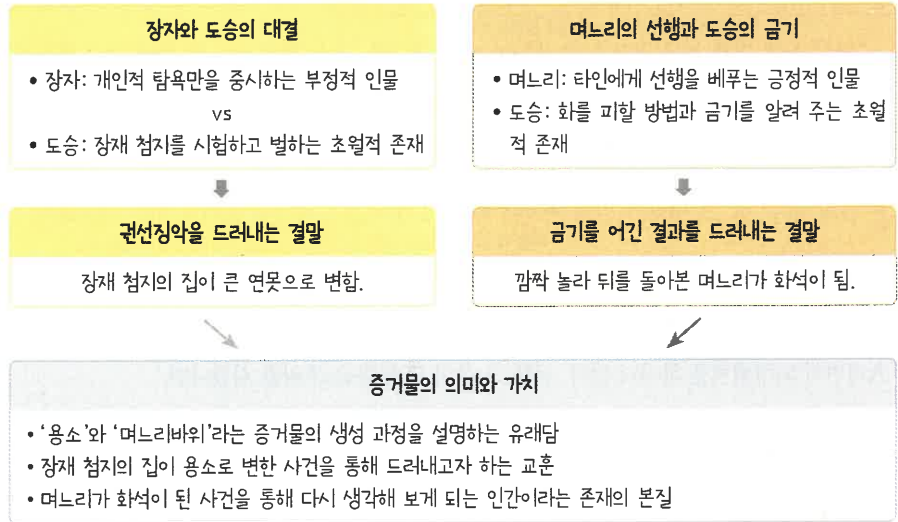 장자와 도승의 대결
• 장자: 개인적 탐욕만을 중시하는 부정적 인물
vs
• 도승: 장재 첨지를 시험하고 벌하는 초월적 존재
며느리의 선행과 도승의 금기
• 며느리: 타인에게 선행을 베푸는 긍정적 인물
• 도승: 화를 피할 방법과 금기를 알려 주는 초월
적 존재
권선징악을 드러내는 결말
장재 첨지의 집이 큰 연못으로 변함.
금기를 어긴 결과를 드러내는 결말
깜짝 놀라 뒤를 돌아본 며느리가 화석이 됨.
증거물의 의미와 가치
• ‘용소’와 ‘며느리바위’라는 증거물의 생성 과정을 설명하는 유래담
• 장재 첨지의 집이 용소로 변한 사건을 통해 드러내고자 하는 교훈
• 며느리가 화석이 된 사건을 통해 다시 생각해 보게 되는 인간이라는 존재의 본질